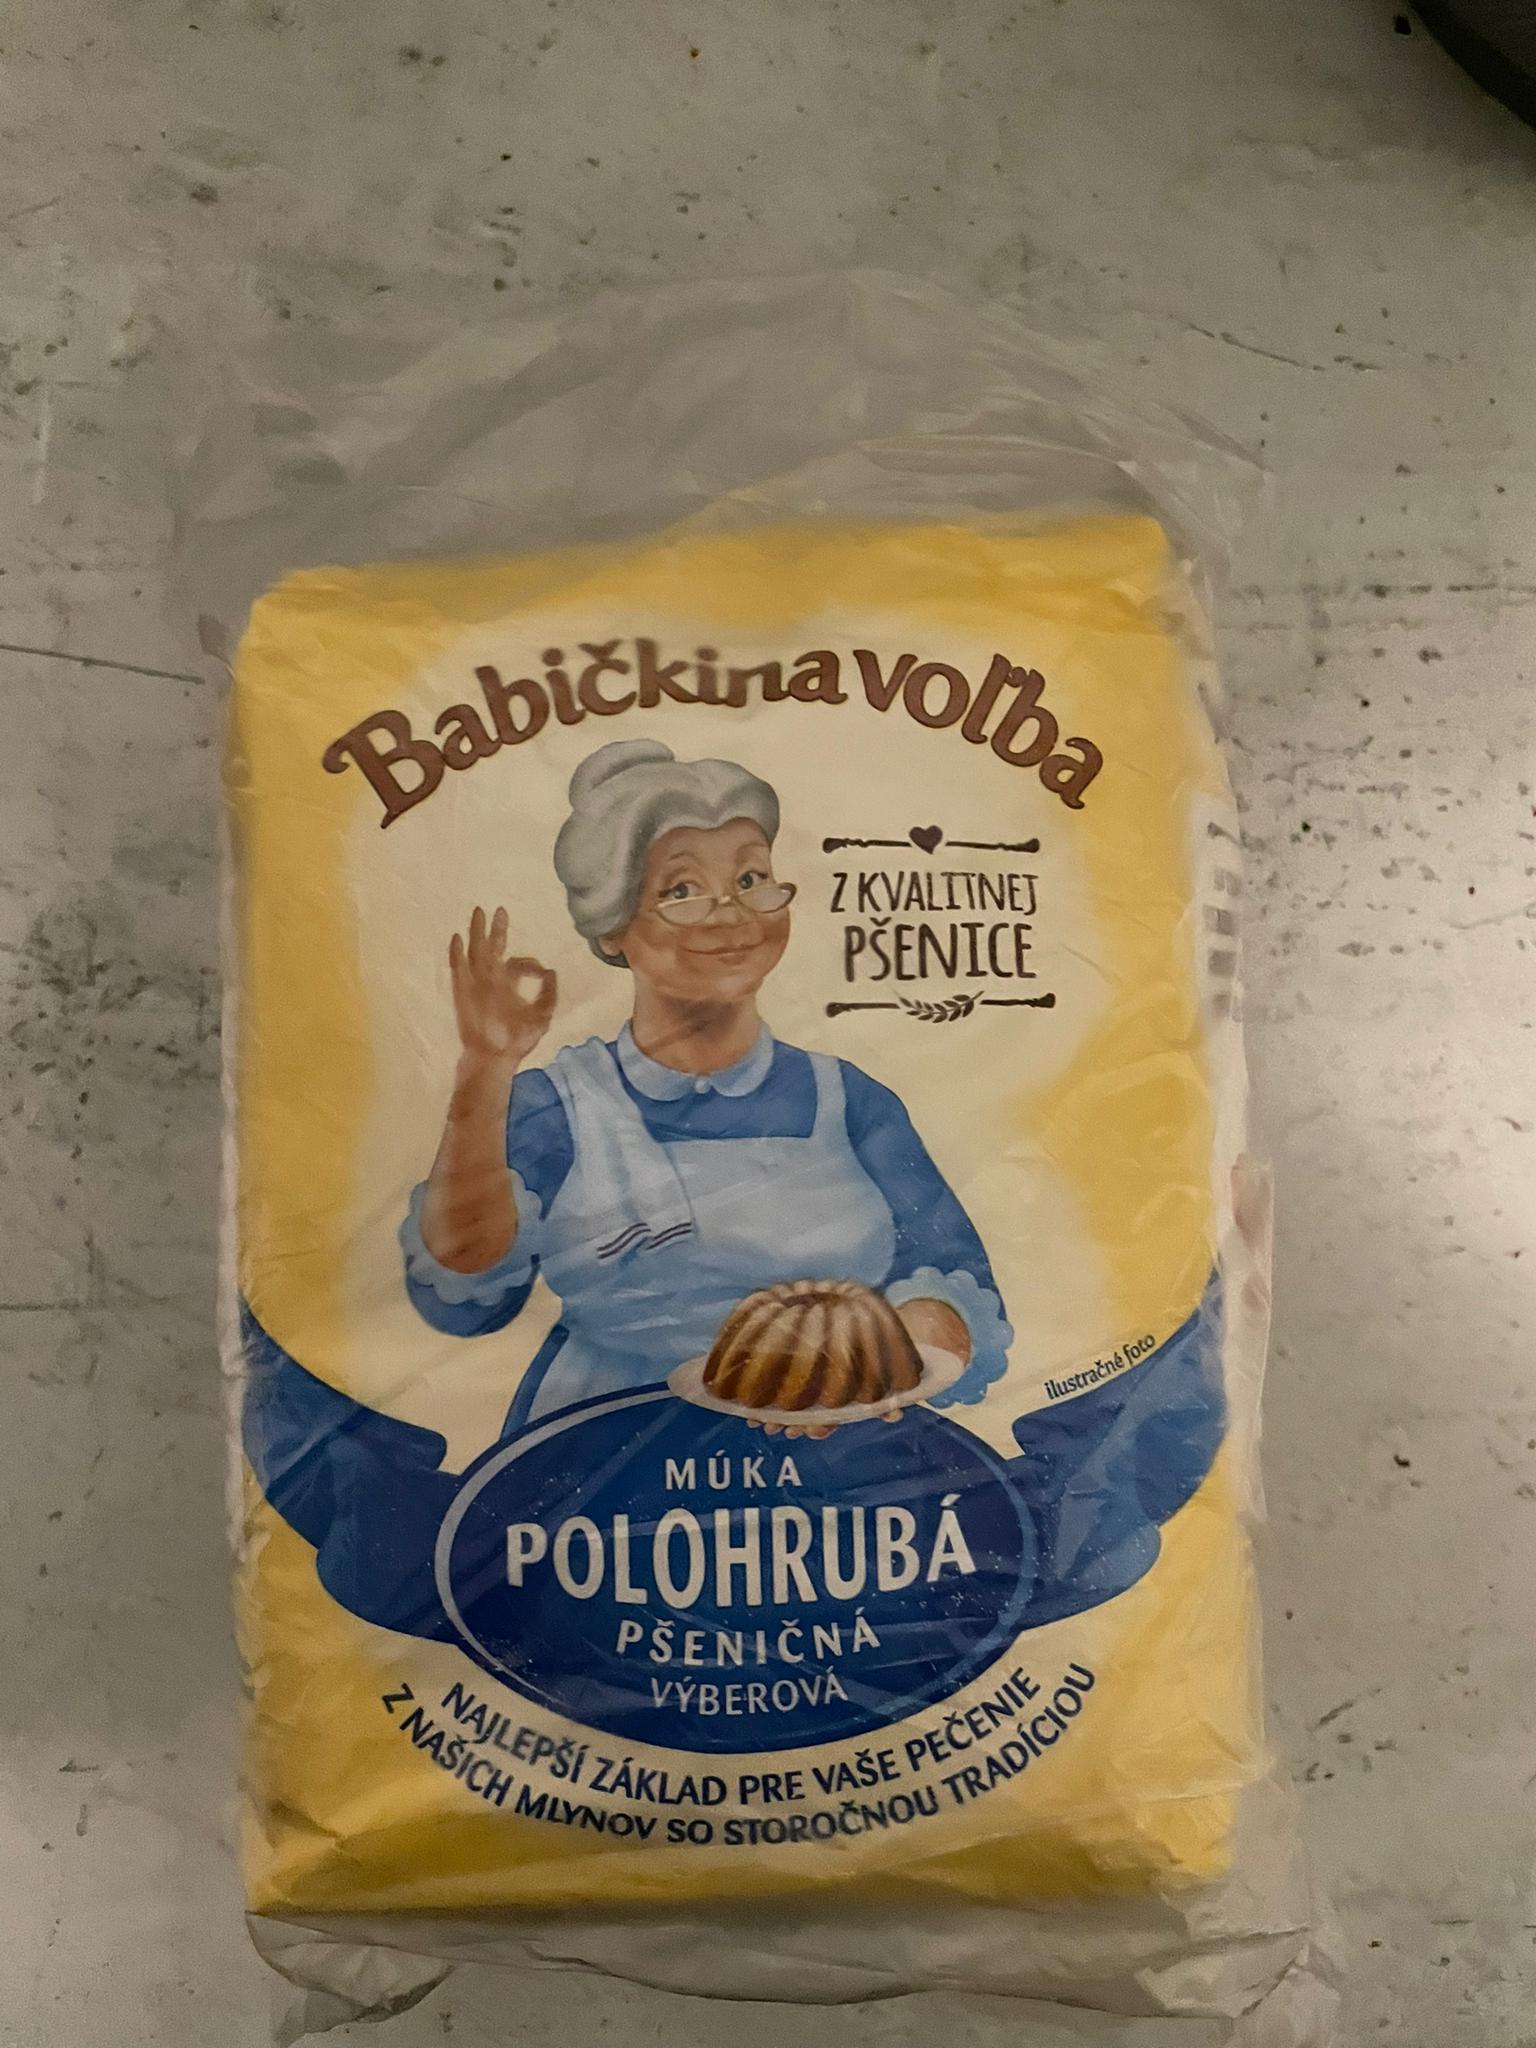 Babičkina voľba
Z KVALITNEJ
PŠENICE
ilustračné foto
MÚKA
POLOHRUBÁ
PŠENIČNÁ
VÝBEROVÁ
NAJLEPŠÍ ZÁKLAD PRE VAŠE PEČENIE
Z NAŠICH MLYNOV SO STOROČNOU TRADÍCIOU